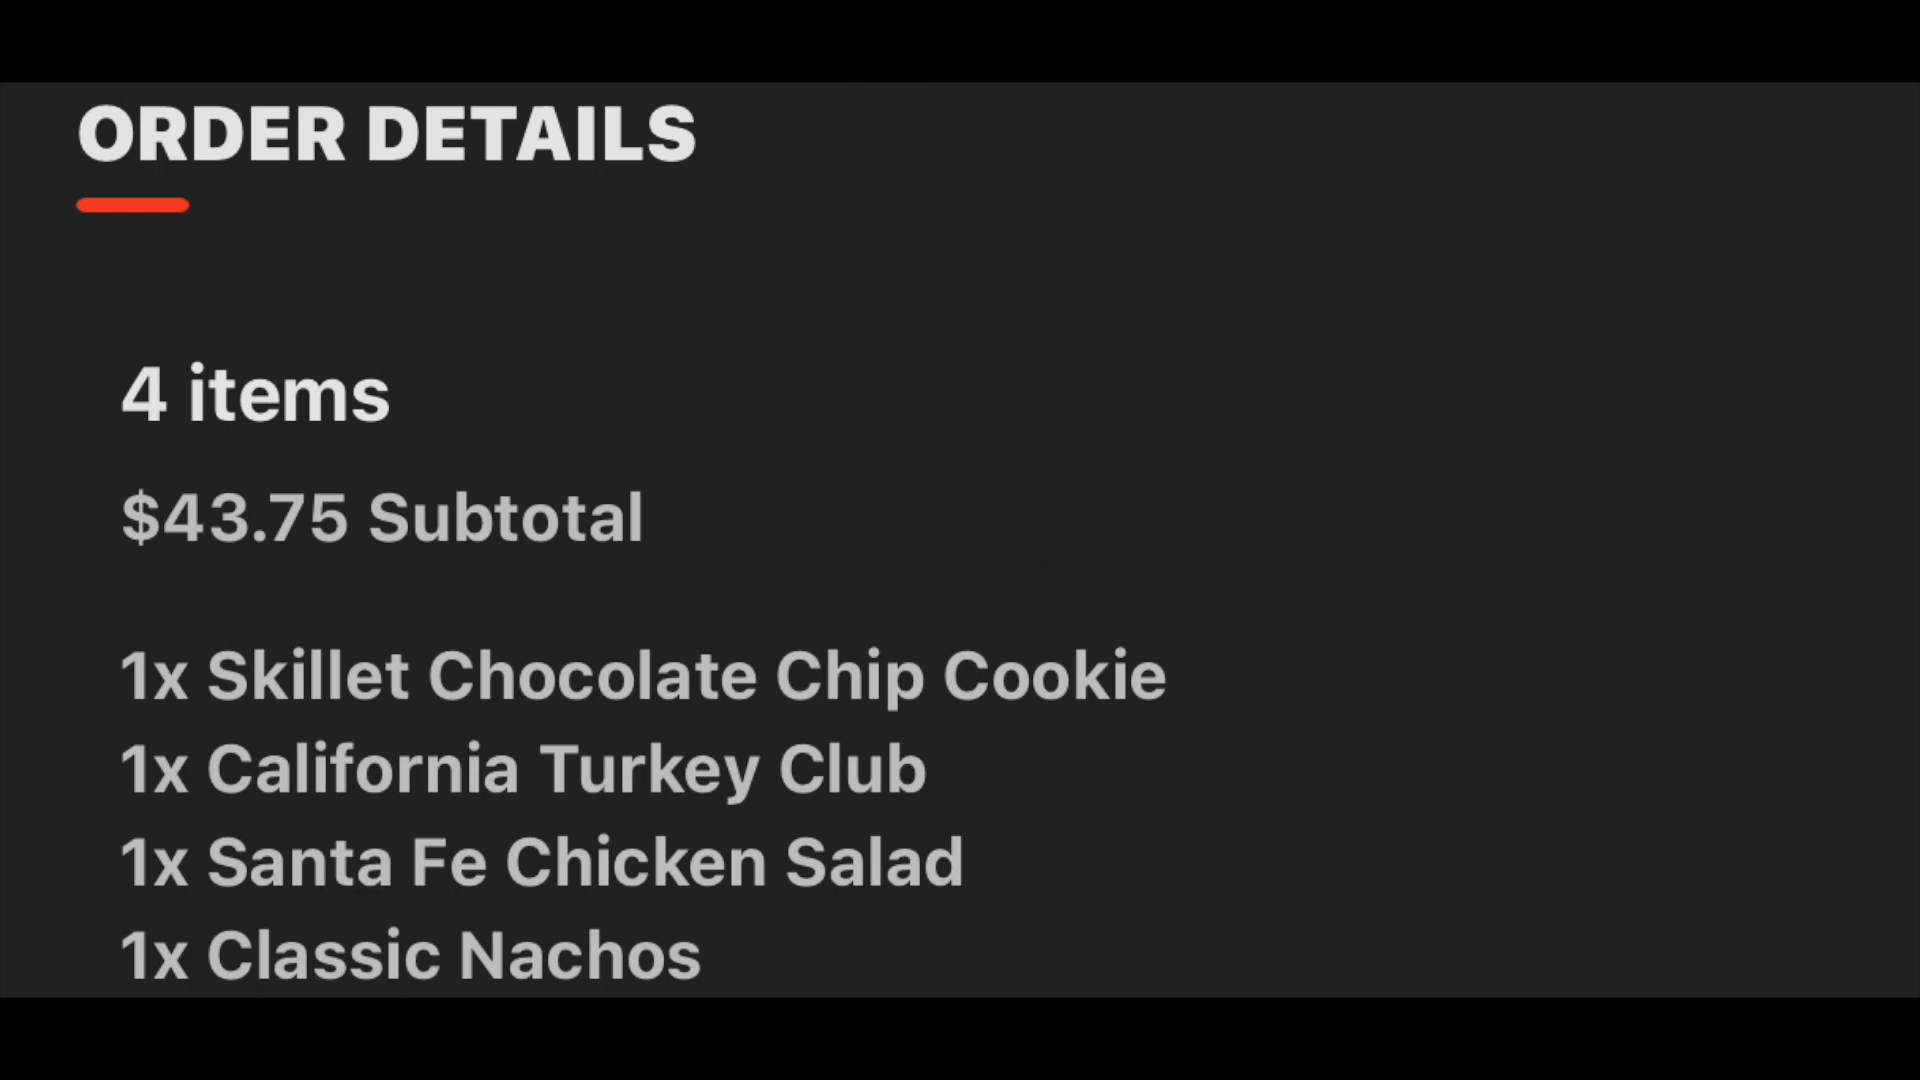 ORDER DETAILS
4 items
$43.75 Subtotal
1x Skillet Chocolate Chip Cookie
1x California Turkey Club
1x Santa Fe Chicken Salad
1x Classic Nachos